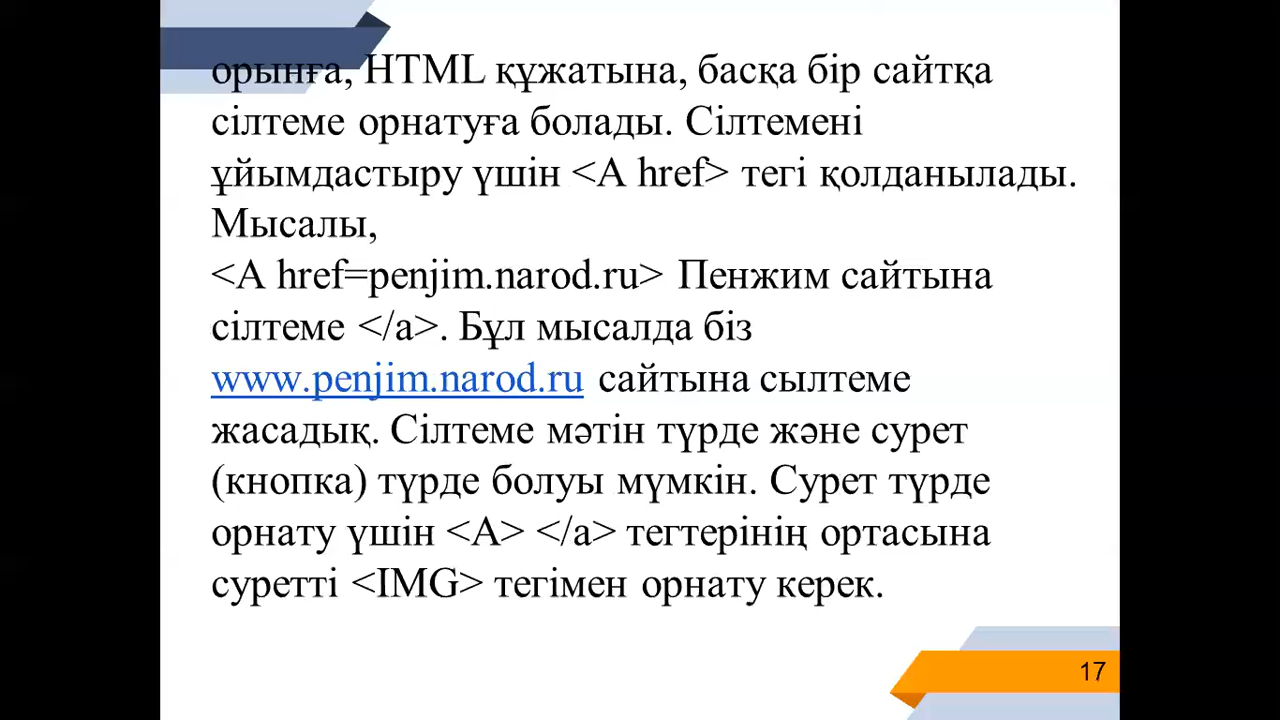 орынға, HTML құжатына, басқа бір сайтқа
сілтеме орнатуға болады. Сілтемені
ұйымдастыру үшін <A href> тегі қолданылады.
Мысалы,
<A href=penjim.narod.ru> Пенжим сайтына
сілтеме </a>. Бұл мысалда біз
www.penjim.narod.ru сайтына сылтеме
жасадық. Сілтеме мәтін түрде және сурет
(кнопка) түрде болуы мүмкін. Сурет түрде
орнату үшін <A> </a> тегтерінің ортасына
суретті <IMG> тегімен орнату керек.
17